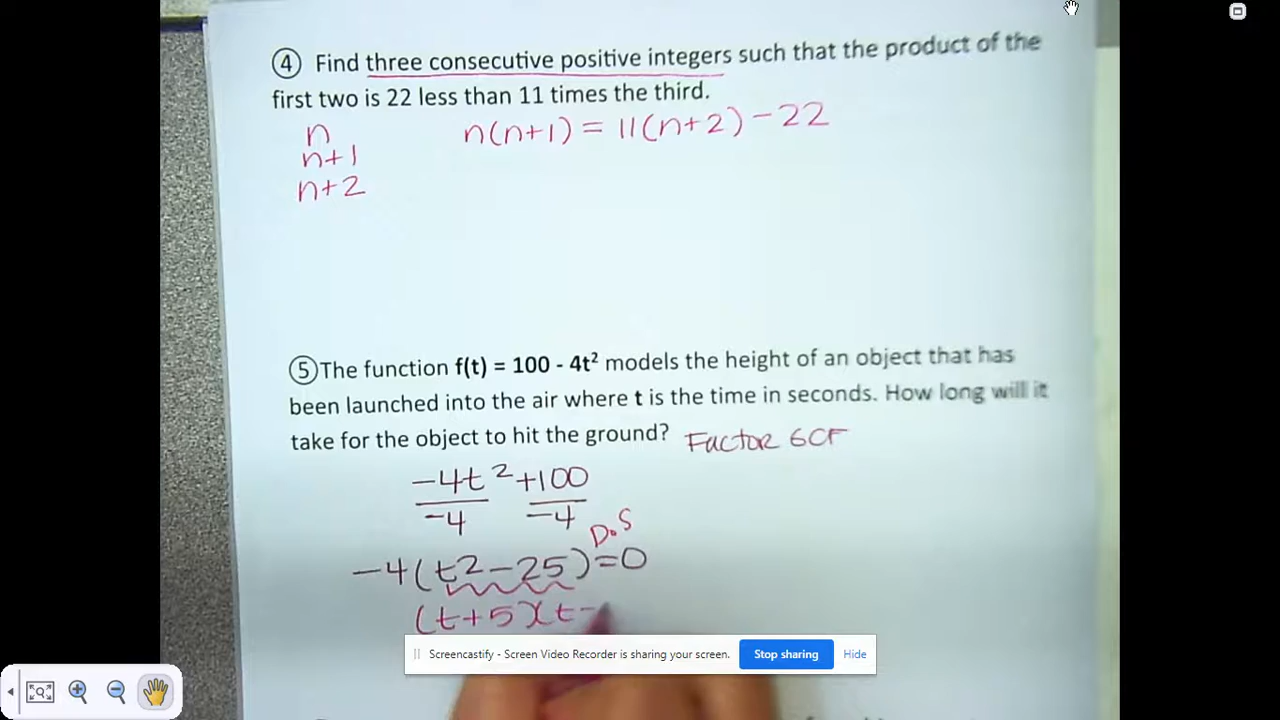 ④ Find three consecutive positive integers such that the product of the
first two is 22 less than 11 times the third.
n n(n+1) = 11(n+2) - 22
n+1
n+2
⑤The function f(t) = 100 - 4t² models the height of an object that has
been launched into the air where t is the time in seconds. How long will it
take for the object to hit the ground? Factor GCF
-4t² +100
-4 -4
D.S
-4(t²-25)=0
(t+5)(t-
Screencastify - Screen Video Recorder is sharing your screen. Stop sharing Hide